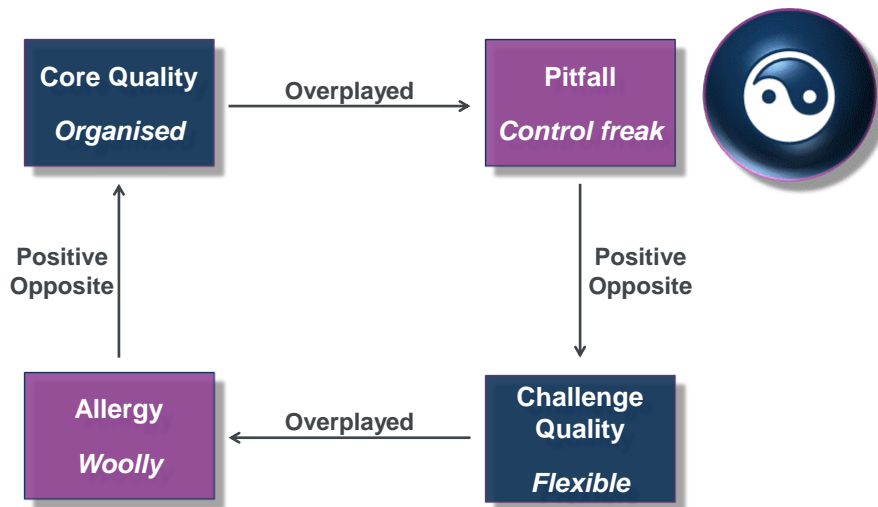 Core Quality
Organised
Overplayed
Pitfall
Control freak
Positive
Opposite
Positive
Opposite
Allergy
Woolly
Overplayed
Challenge
Quality
Flexible